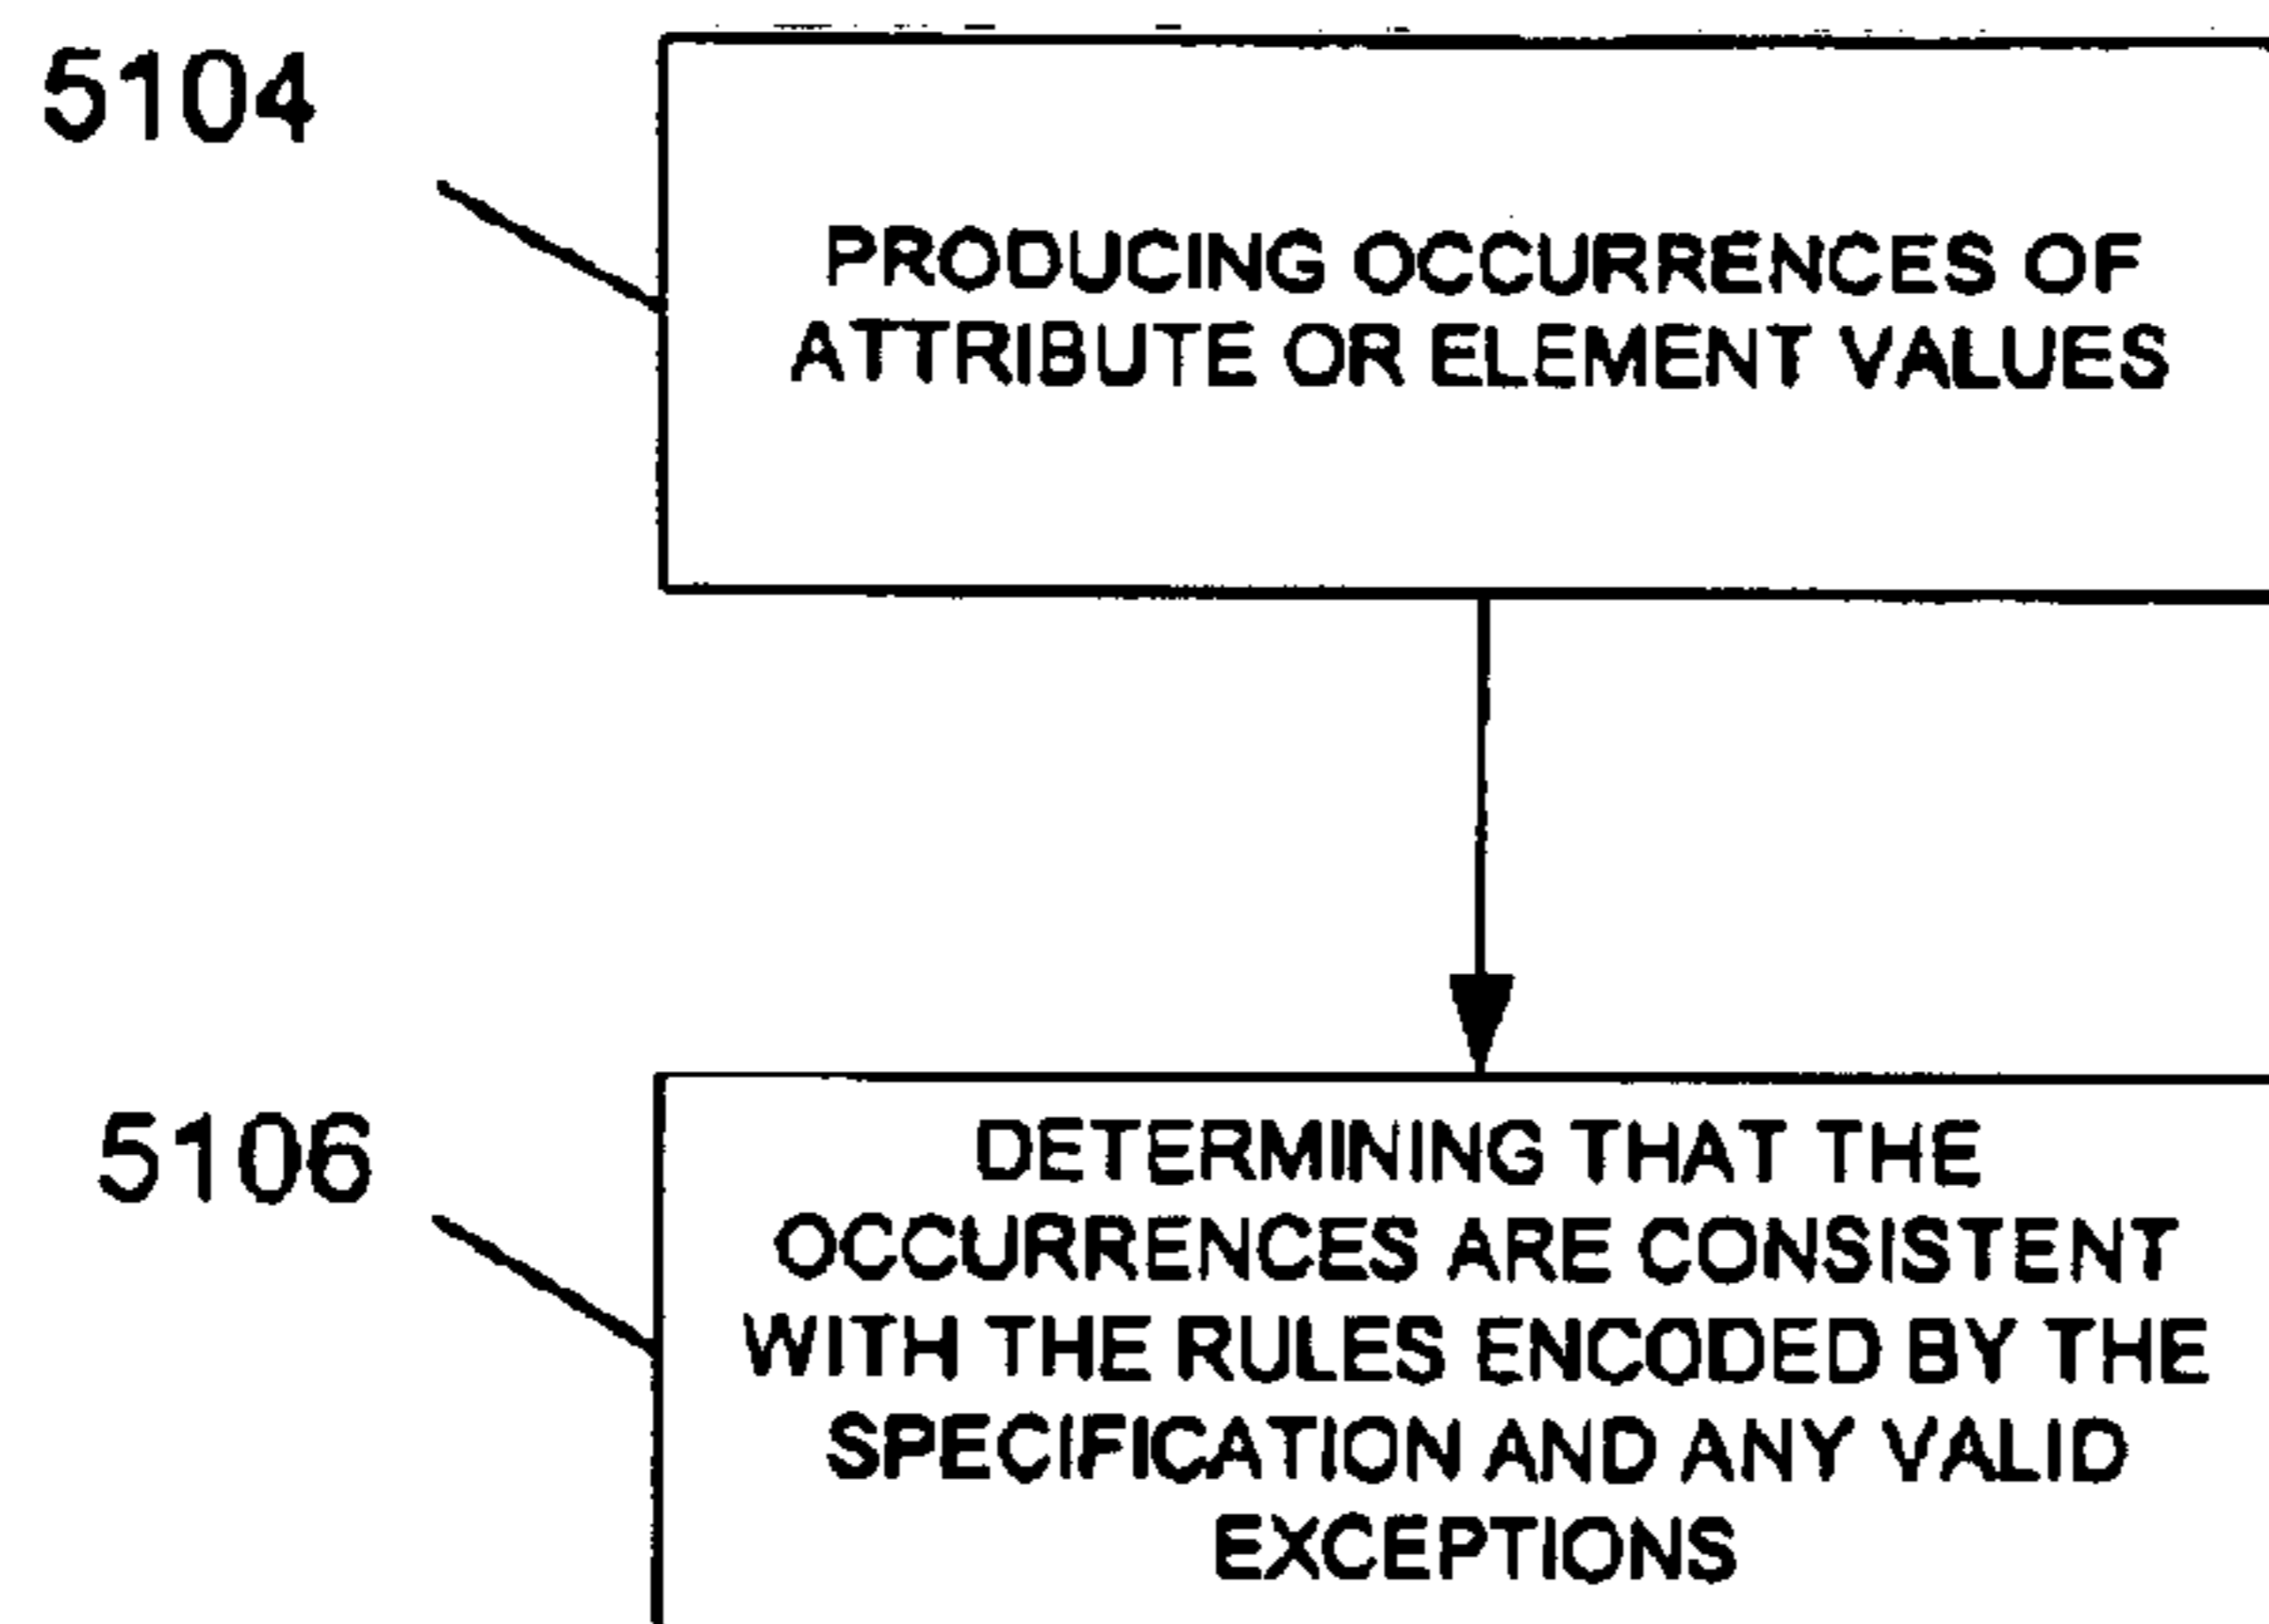 5104
PRODUCING OCCURRENCES OF
ATTRIBUTE OR ELEMENT VALUES
5106
DETERMINING THAT THE
OCCURRENCES ARE CONSISTENT
WITH THE RULES ENCODED BY THE
SPECIFICATION AND ANY VALID
EXCEPTIONS